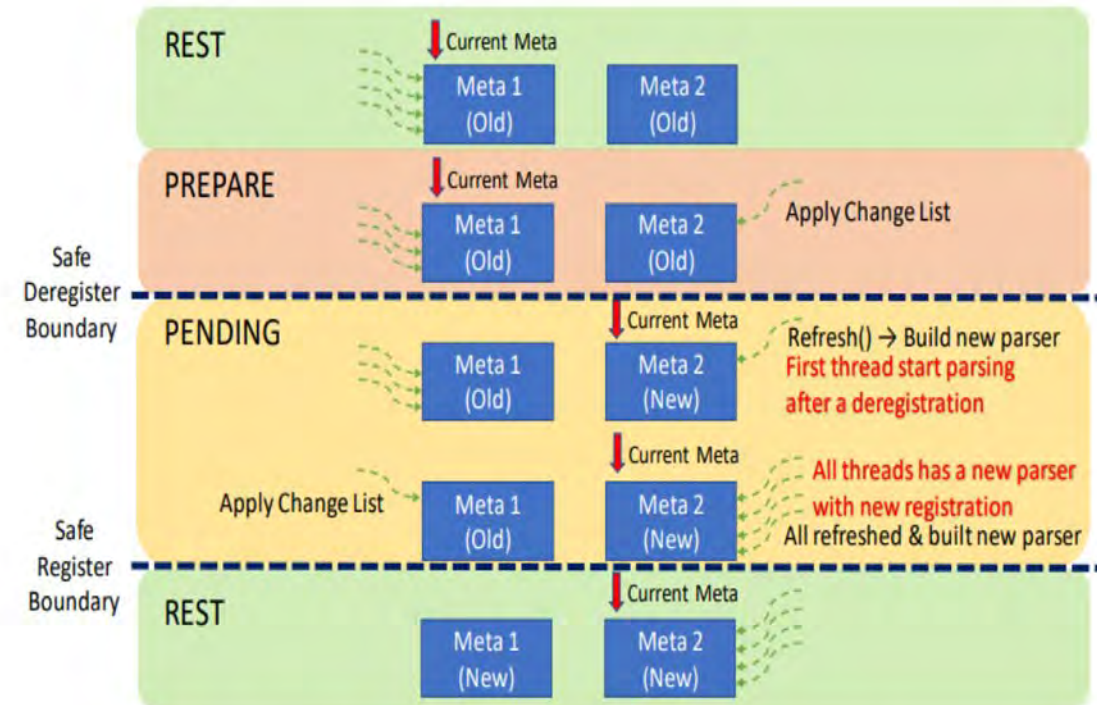 REST
Current Meta
Meta 1
(Old)
Meta 2
(Old)
PREPARE
Current Meta
Meta 1
(Old)
Meta 2
(Old)
Apply Change List
Safe
Deregister
Boundary
PENDING
Current Meta
Meta 1
(Old)
Meta 2
(New)
Refresh() → Build new parser
First thread start parsing
after a deregistration
Current Meta
Apply Change List
Meta 1
(Old)
Meta 2
(New)
All threads has a new parser
with new registration
All refreshed & built new parser
Safe
Register
Boundary
REST
Current Meta
Meta 1
(New)
Meta 2
(New)